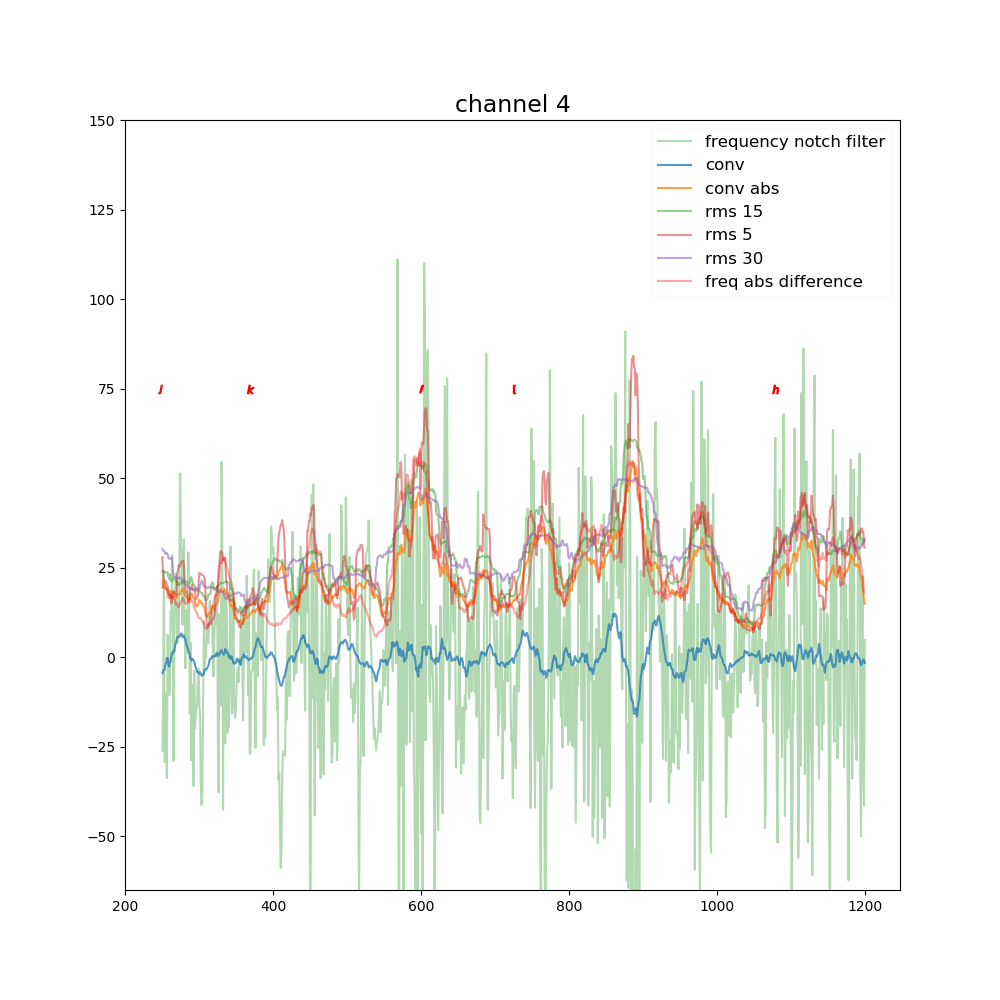 channel 4
150
125
100
75
50
25
0
−25
−50
200 400 600 800 1000 1200
frequency notch filter
conv
conv abs
rms 15
rms 5
rms 30
freq abs difference
k
h